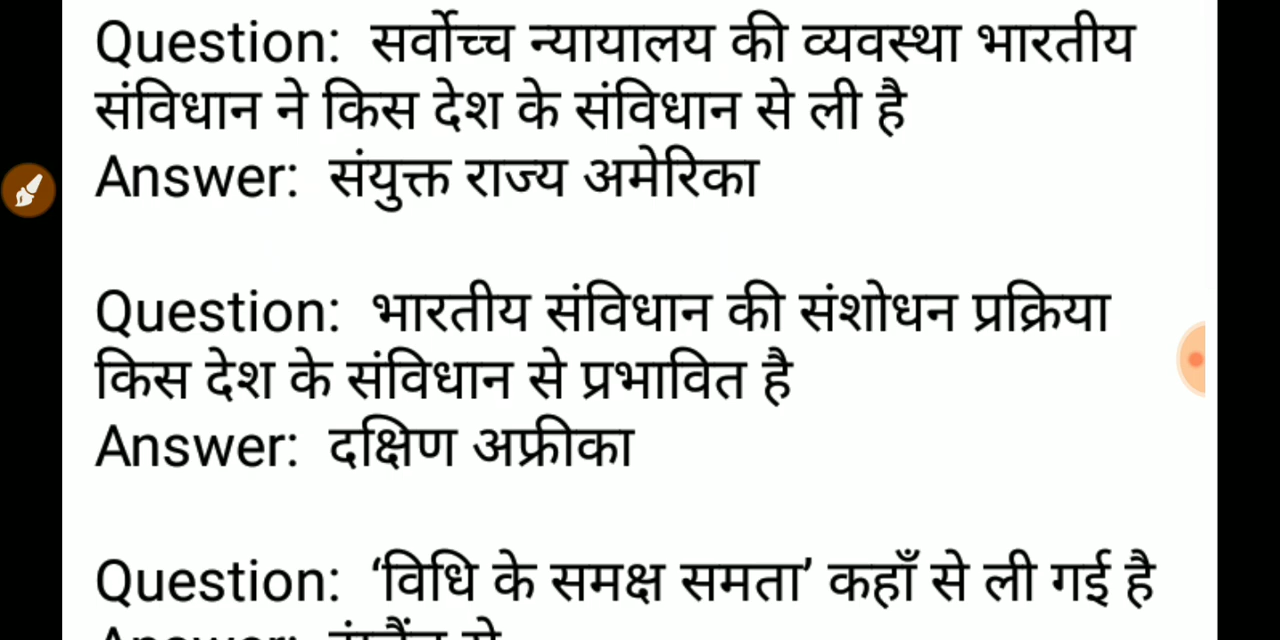 Question: सर्वोच्च न्यायालय की व्यवस्था भारतीय
संविधान ने किस देश के संविधान से ली है
Answer: संयुक्त राज्य अमेरिका
Question: भारतीय संविधान की संशोधन प्रक्रिया
किस देश के संविधान से प्रभावित है
Answer: दक्षिण अफ्रीका
Question: ‘विधि के समक्ष समता’ कहाँ से ली गई है
Answer: से